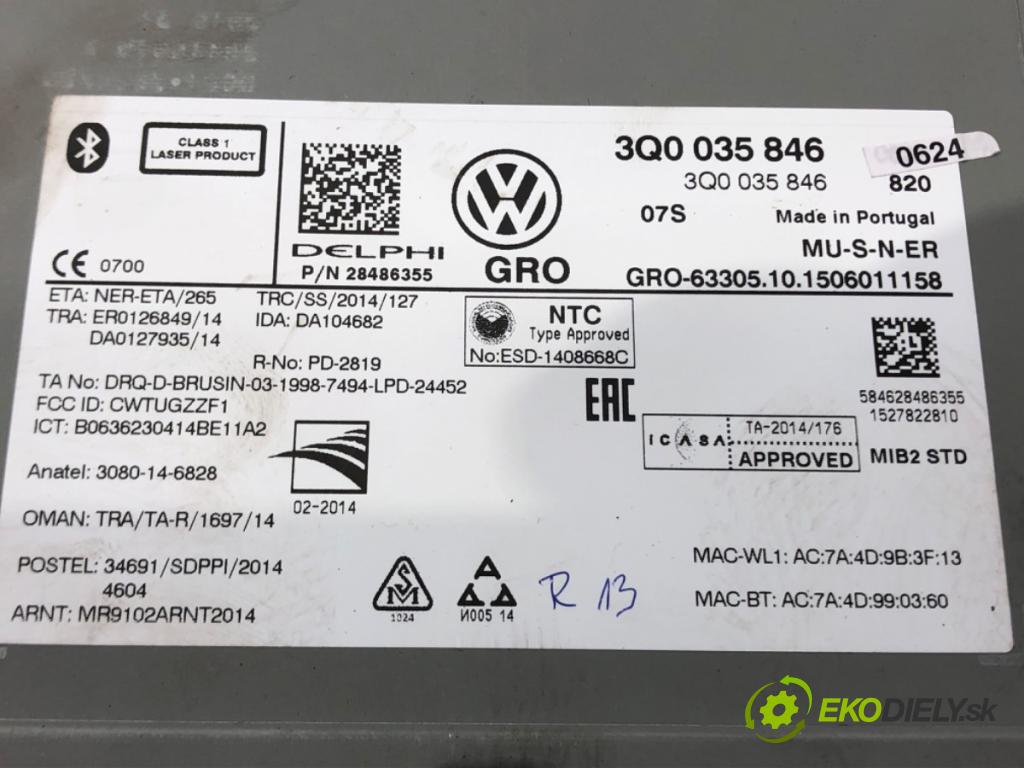 CLASS 1
LASER PRODUCT
DELPHI
P/N 28486355
GRO
3Q0 035 846
0624
3Q0 035 846
820
07S
Made in Portugal
MU-S-N-ER
GRO-63305.10.1506011158
CE 0700
ETA: NER-ETA/265
TRA: ER0126849/14
DA0127935/14
TRC/SS/2014/127
IDA: DA104682
R-No: PD-2819
TA No: DRQ-D-BRUSIN-03-1998-7494-LPD-24452
FCC ID: CWTUGZZF1
ICT: B0636230414BE11A2
NTC
Type Approved
No:ESD-1408668C
EAC
584628486355
1527822810
ICASA
TA-2014/176
APPROVED
MIB2 STD
Anatel: 3080-14-6828
02-2014
OMAN: TRA/TA-R/1697/14
POSTEL: 34691/SDPPI/2014
4604
ARNT: MR9102ARNT2014
SM
1024
AAA
И005 14
R 13
MAC-WL1: AC:7A:4D:9B:3F:13
MAC-BT: AC:7A:4D:99:03:60
EKODIELY.sk